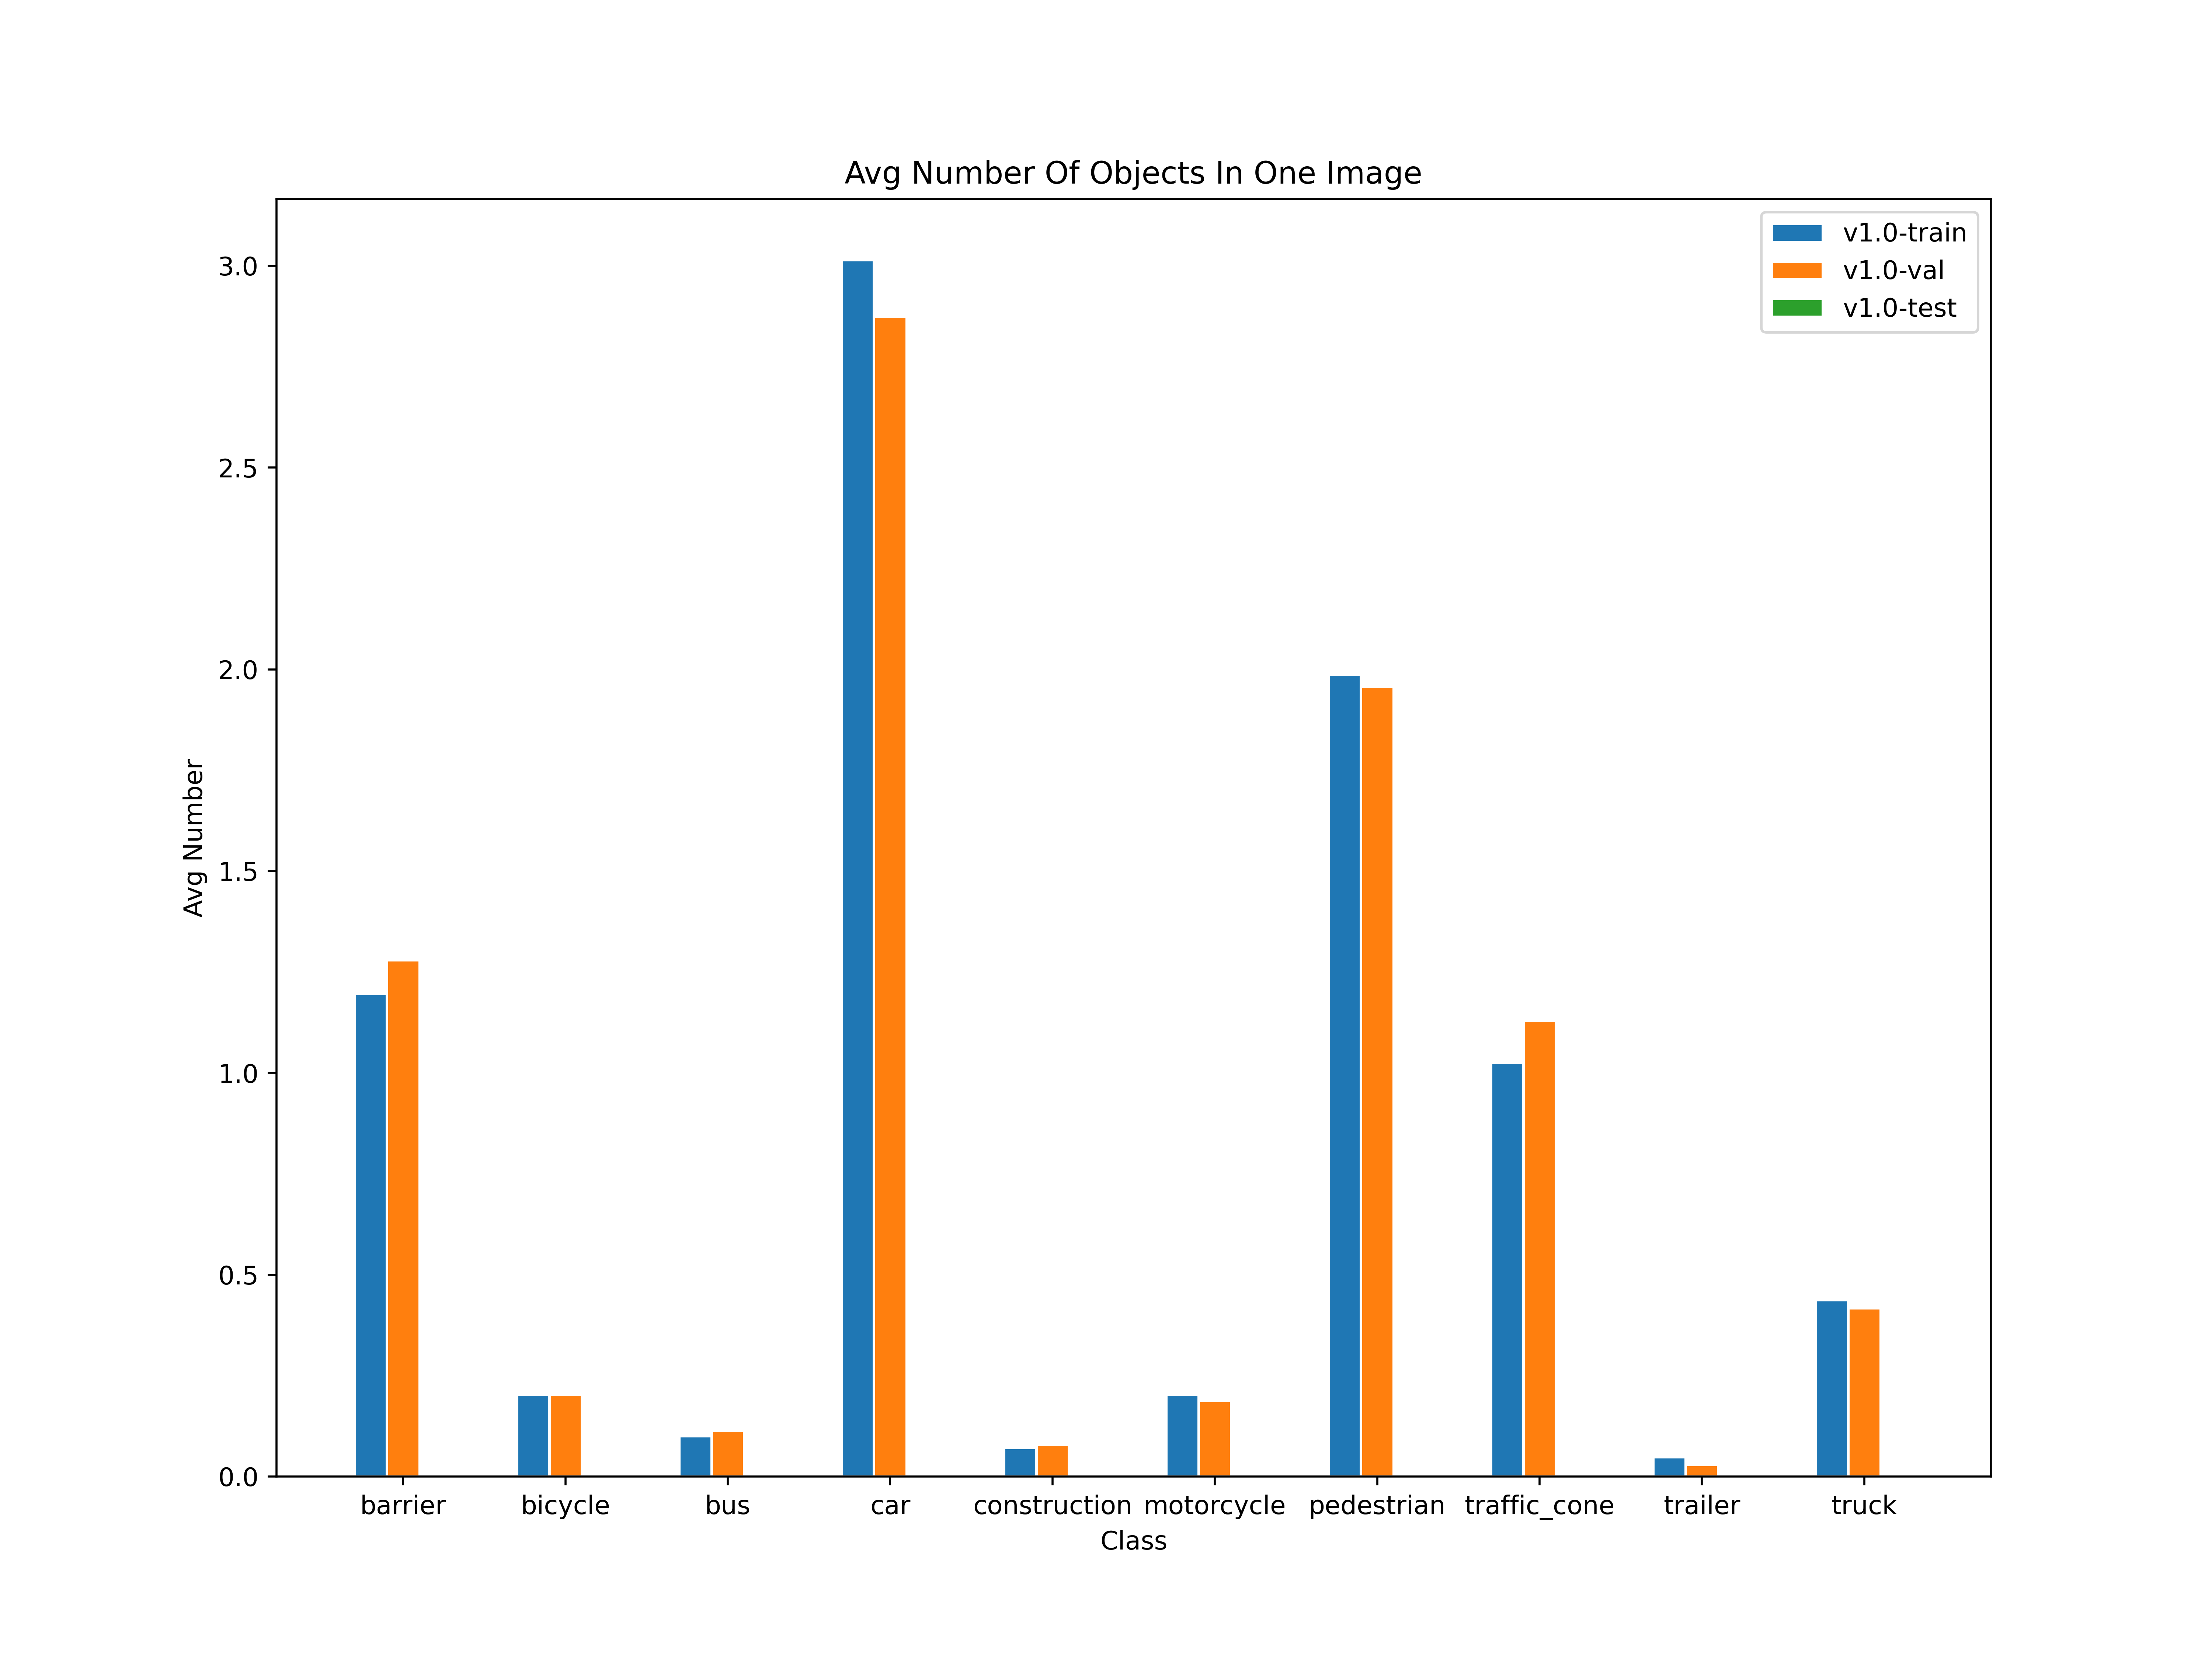 Avg Number Of Objects In One Image
v1.0-train
v1.0-val
v1.0-test
3.0
2.5
2.0
1.5
1.0
0.5
0.0
Avg Number
barrier bicycle bus car construction motorcycle pedestrian traffic_cone trailer truck
Class